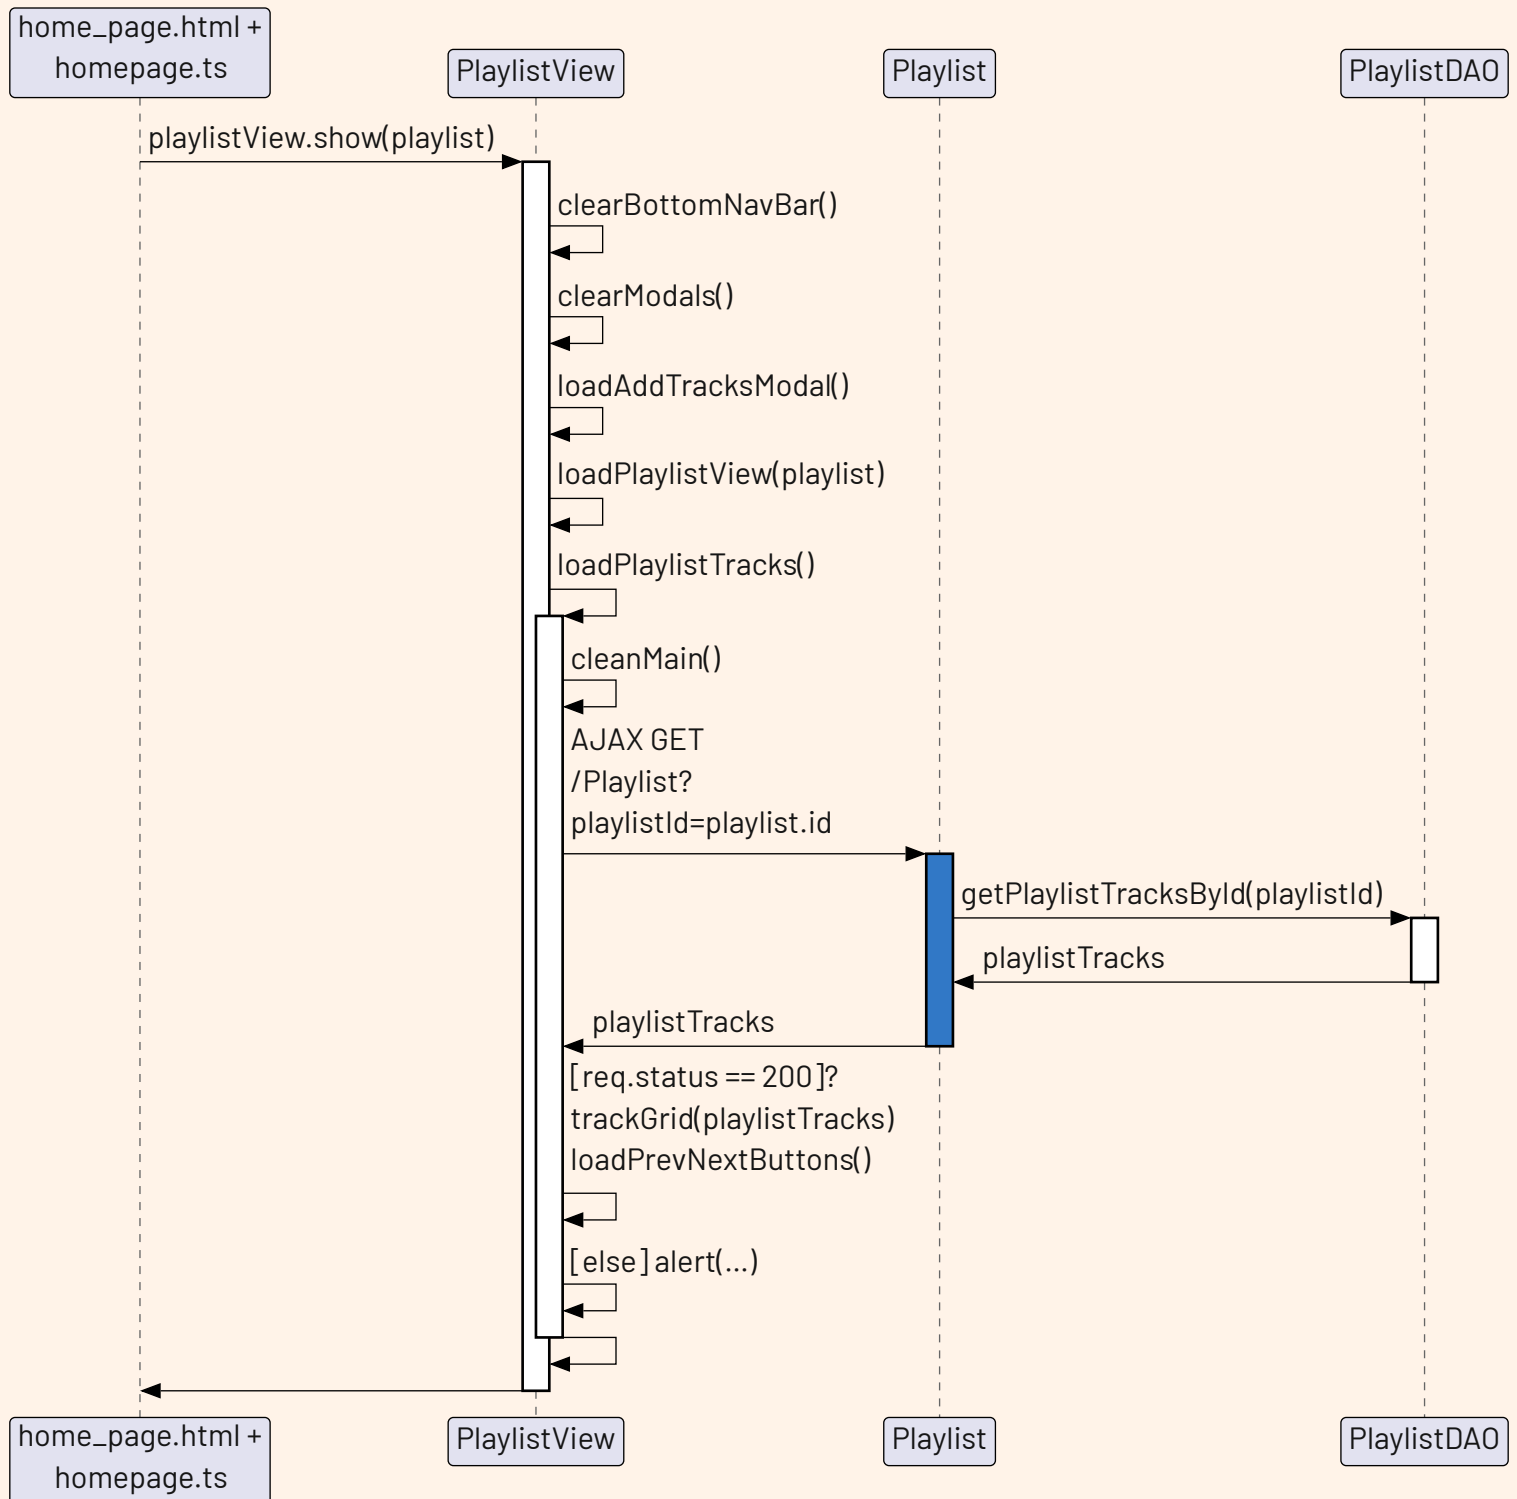 home_page.html +
homepage.ts
PlaylistView
Playlist
PlaylistDAO
playlistView.show(playlist)
clearBottomNavBar()
clearModals()
loadAddTracksModal()
loadPlaylistView(playlist)
loadPlaylistTracks()
cleanMain()
AJAX GET
/Playlist?
playlistId=playlist.id
getPlaylistTracksById(playlistId)
playlistTracks
playlistTracks
[req.status == 200]?
trackGrid(playlistTracks)
loadPrevNextButtons()
[else] alert(...)
home_page.html +
homepage.ts
PlaylistView
Playlist
PlaylistDAO